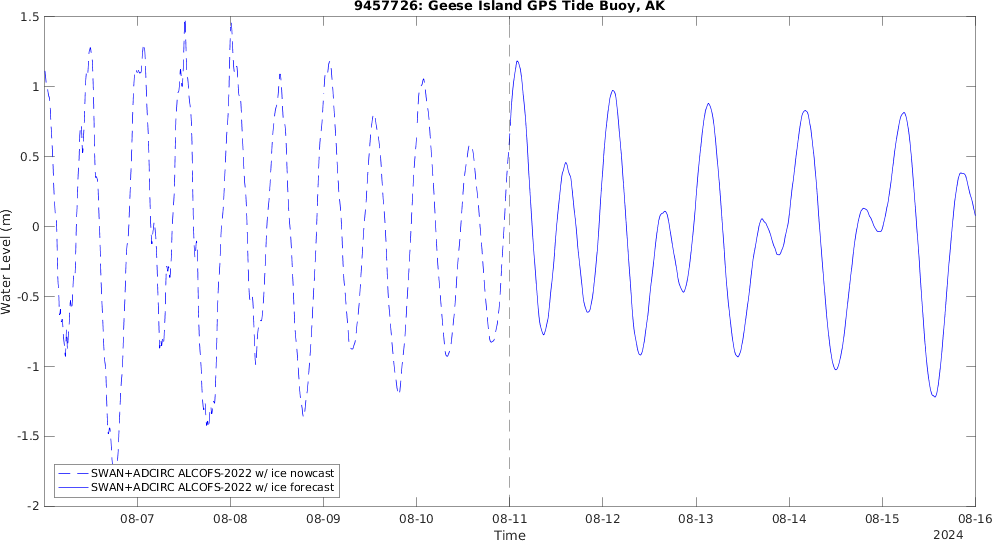 9457726: Geese Island GPS Tide Buoy, AK
1.5
1
0.5
0
-0.5
-1
-1.5
-2
Water Level (m)
SWAN+ADCIRC ALCOFS-2022 w/ ice nowcast
SWAN+ADCIRC ALCOFS-2022 w/ ice forecast
08-07 08-08 08-09 08-10 08-11 08-12 08-13 08-14 08-15 08-16
Time
2024